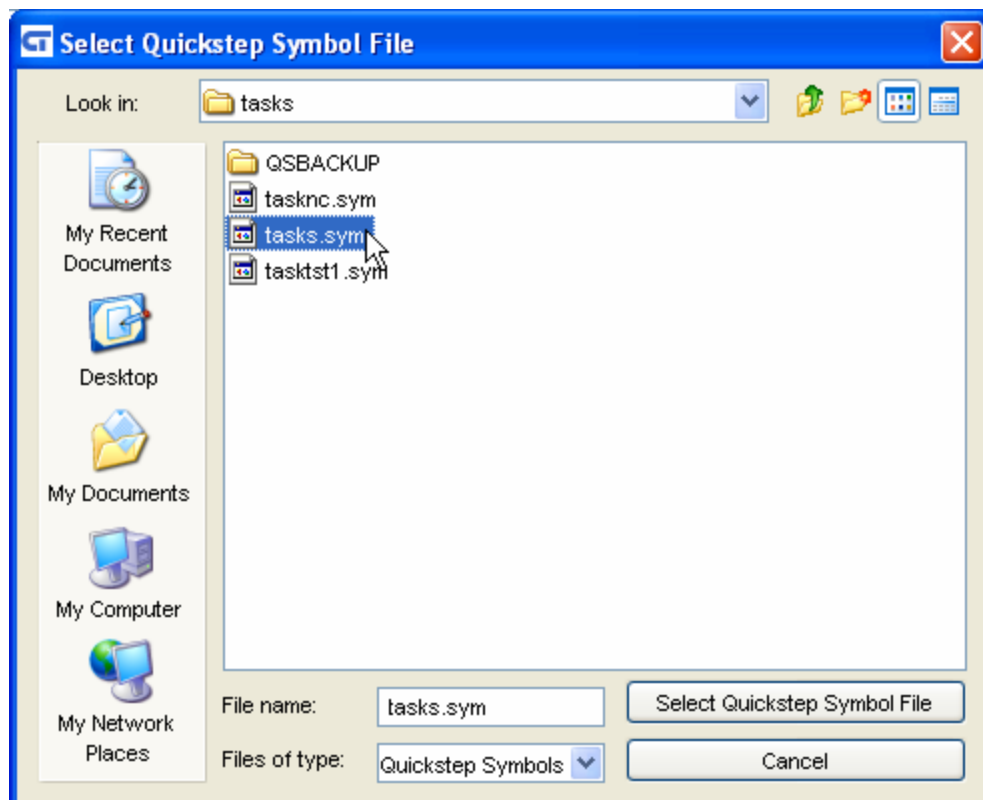 Select Quickstep Symbol File
Look in:
tasks
My Recent
Documents
Desktop
My Documents
My Computer
My Network
Places
QSBACKUP
tasknc.sym
tasks.sym
tasktst1.sym
File name:
tasks.sym
Select Quickstep Symbol File
Files of type:
Quickstep Symbols
Cancel